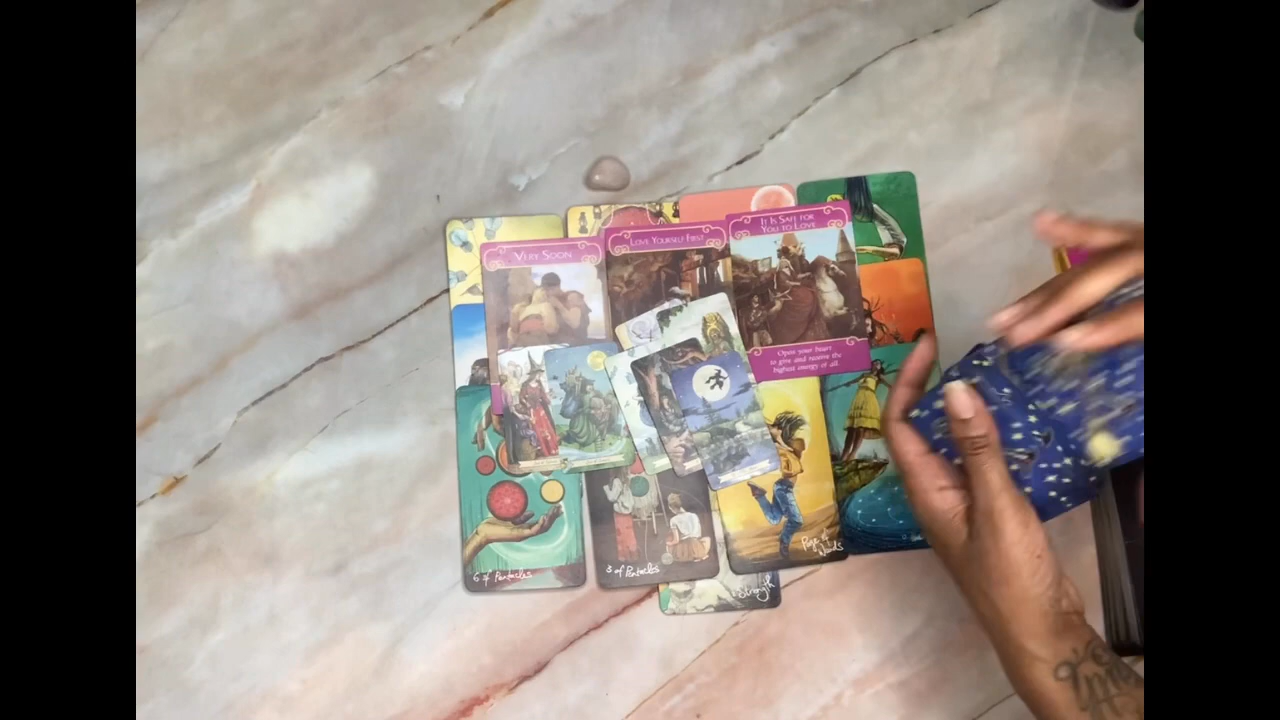 VERY SOON
LOVE YOURSELF FIRST
IT IS SAFE FOR
YOU TO LOVE
Open your heart
to give and receive the
highest energy of all.
6 of Pentacles
3 of Pentacles
Page of
Wands
Strength